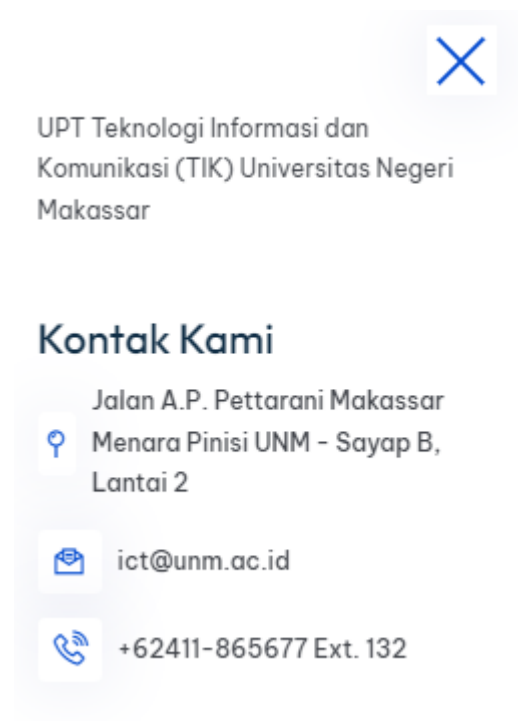 UPT Teknologi Informasi dan
Komunikasi (TIK) Universitas Negeri
Makassar
Kontak Kami
Jalan A.P. Pettarani Makassar
Menara Pinisi UNM - Sayap B,
Lantai 2
ict@unm.ac.id
+62411-865677 Ext. 132